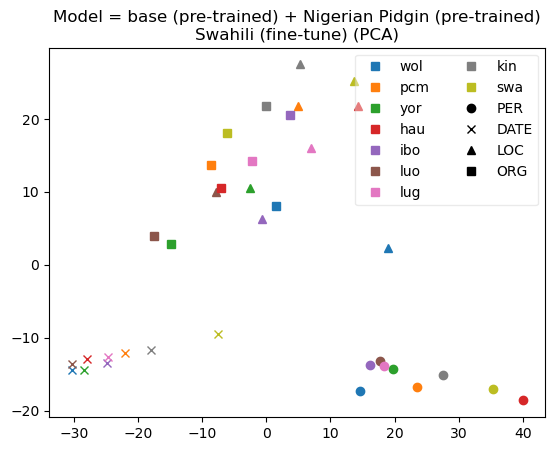 Model = base (pre-trained) + Nigerian Pidgin (pre-trained)
Swahili (fine-tune) (PCA)
wol
pcm
yor
hau
ibo
luo
lug
kin
swa
PER
DATE
LOC
ORG
20
10
0
−10
−20
−30 −20 −10 0 10 20 30 40